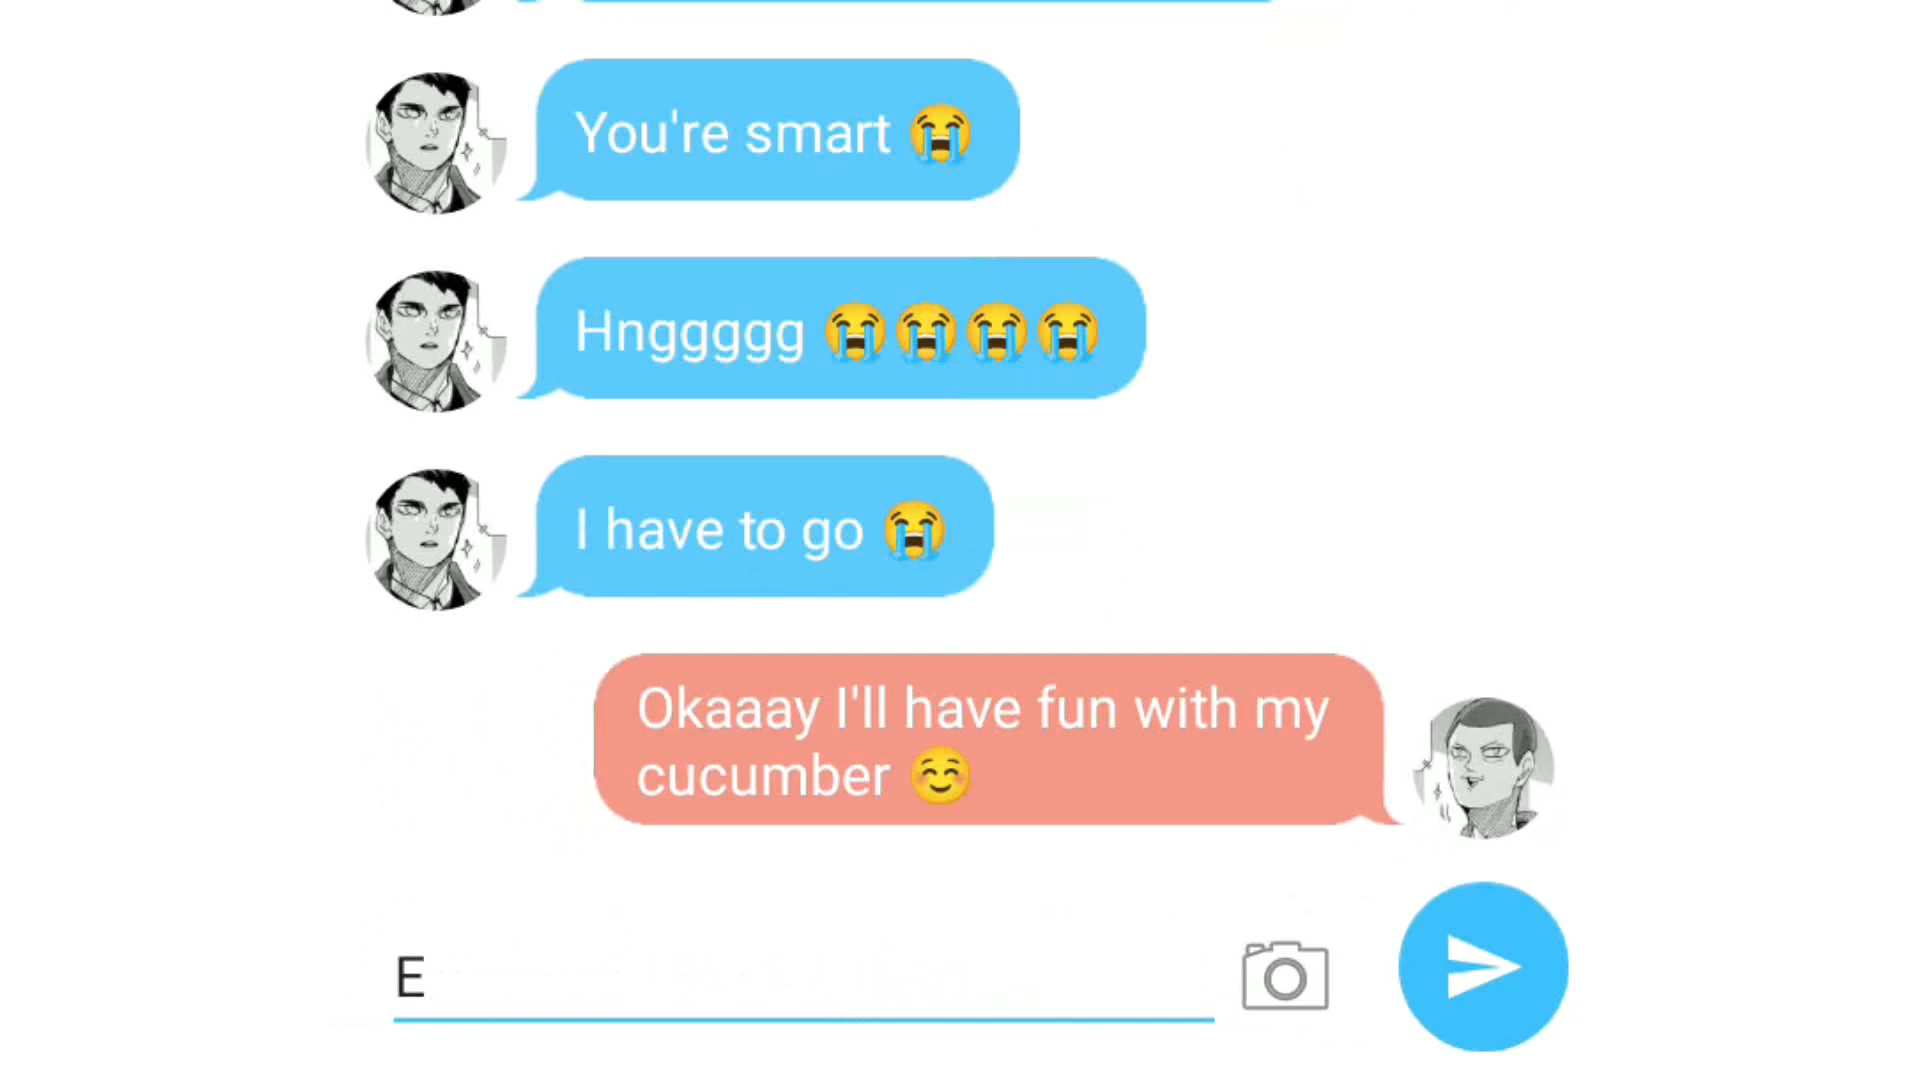 You're smart 😭
Hnggggg 😭😭😭😭
I have to go 😭
Okaaay I'll have fun with my
cucumber ☺️
E